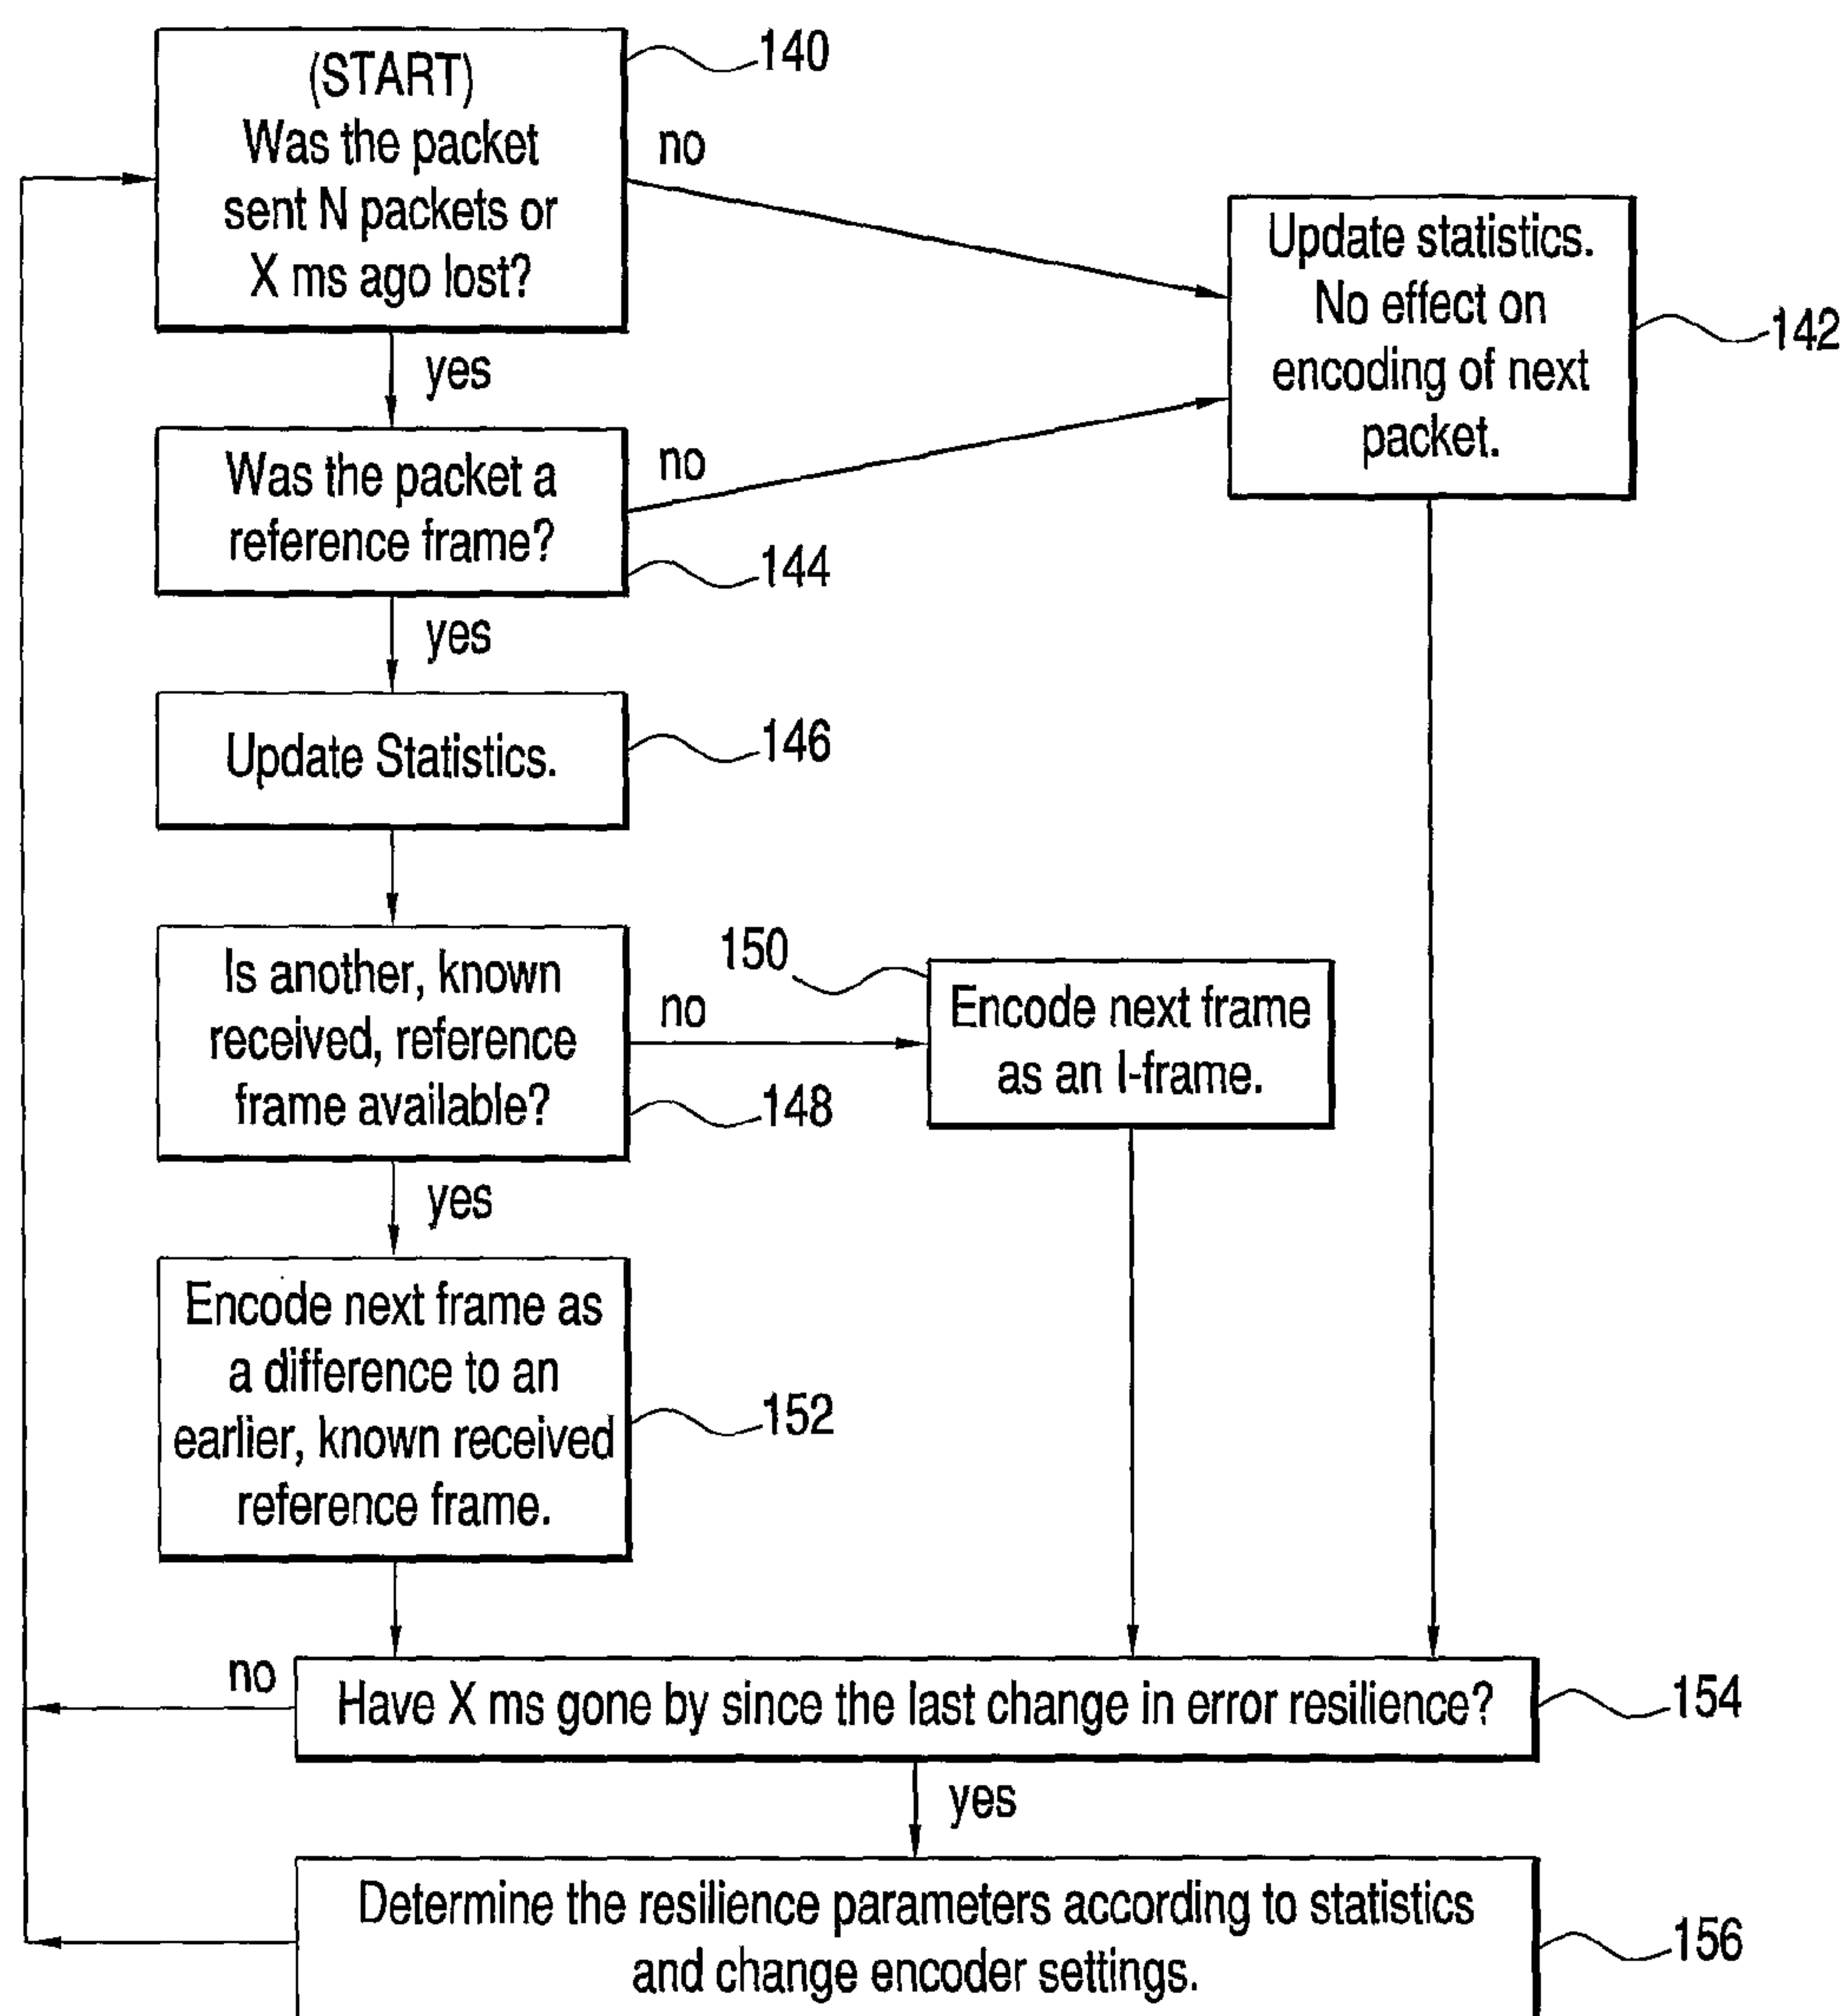 (START)
Was the packet
sent N packets or
X ms ago lost?
140
no
yes
Update statistics.
No effect on
encoding of next
packet.
142
Was the packet a
reference frame?
no
144
yes
Update Statistics.
146
Is another, known
received, reference
frame available?
no
148
150
Encode next frame
as an I-frame.
yes
Encode next frame as
a difference to an
earlier, known received
reference frame.
152
no
Have X ms gone by since the last change in error resilience?
154
yes
Determine the resilience parameters according to statistics
and change encoder settings.
156